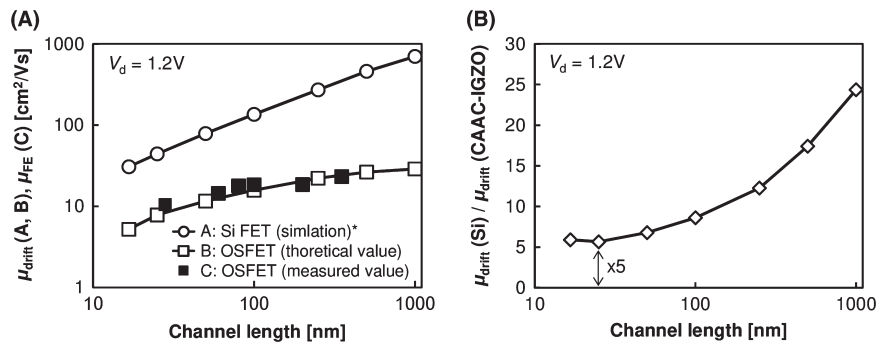 (A)
1000
100
10
1
V_d = 1.2V
A: Si FET (simlation)*
B: OSFET (thoretical value)
C: OSFET (measured value)
10 100 1000
Channel length [nm]
μ_drift (A, B), μ_FE (C) [cm²/Vs]
(B)
30
25
20
15
10
5
0
V_d = 1.2V
x5
10 100 1000
Channel length [nm]
μ_drift (Si) / μ_drift (CAAC-IGZO)